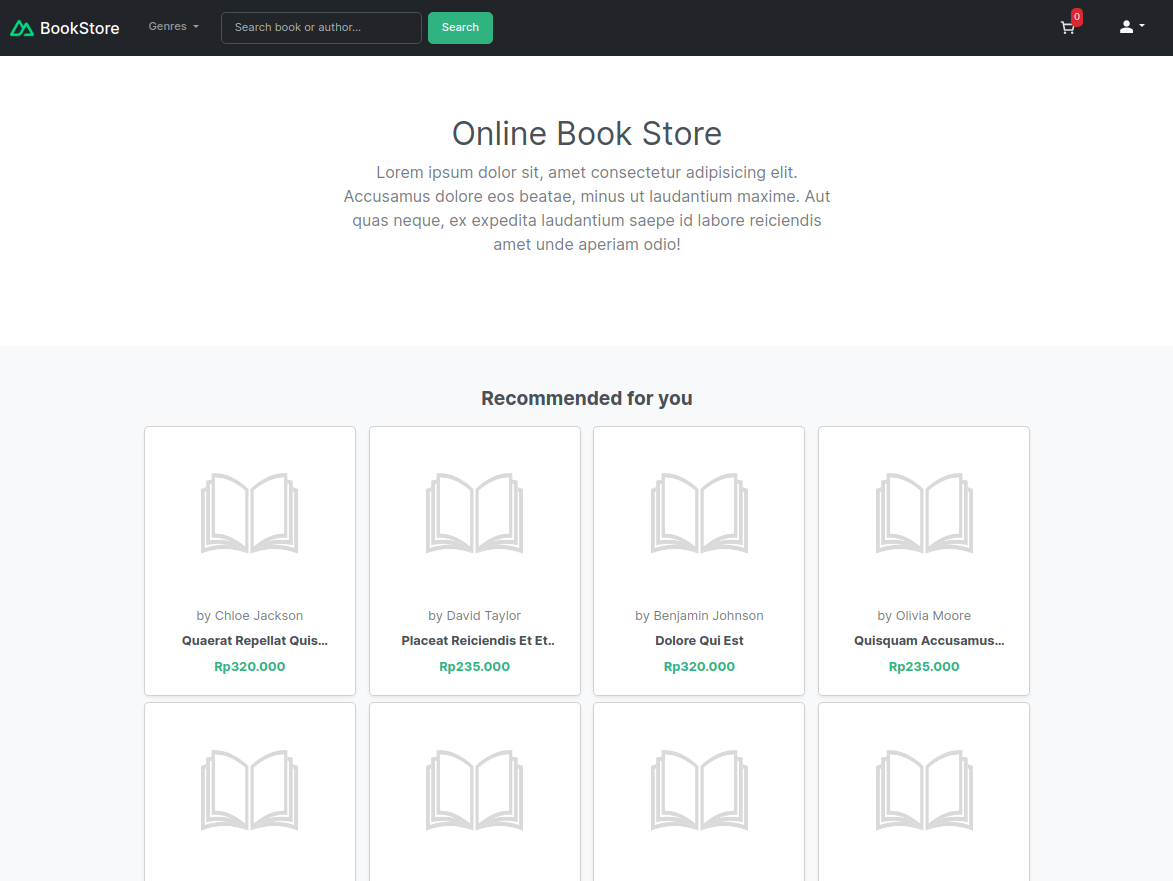 BookStore
Genres
Search book or author...
Search
0
Online Book Store
Lorem ipsum dolor sit, amet consectetur adipisicing elit.
Accusamus dolore eos beatae, minus ut laudantium maxime. Aut
quas neque, ex expedita laudantium saepe id labore reiciendis
amet unde aperiam odio!
Recommended for you
by Chloe Jackson
Quaerat Repellat Quis...
Rp320.000
by David Taylor
Placeat Reiciendis Et Et..
Rp235.000
by Benjamin Johnson
Dolore Qui Est
Rp320.000
by Olivia Moore
Quisquam Accusamus...
Rp235.000